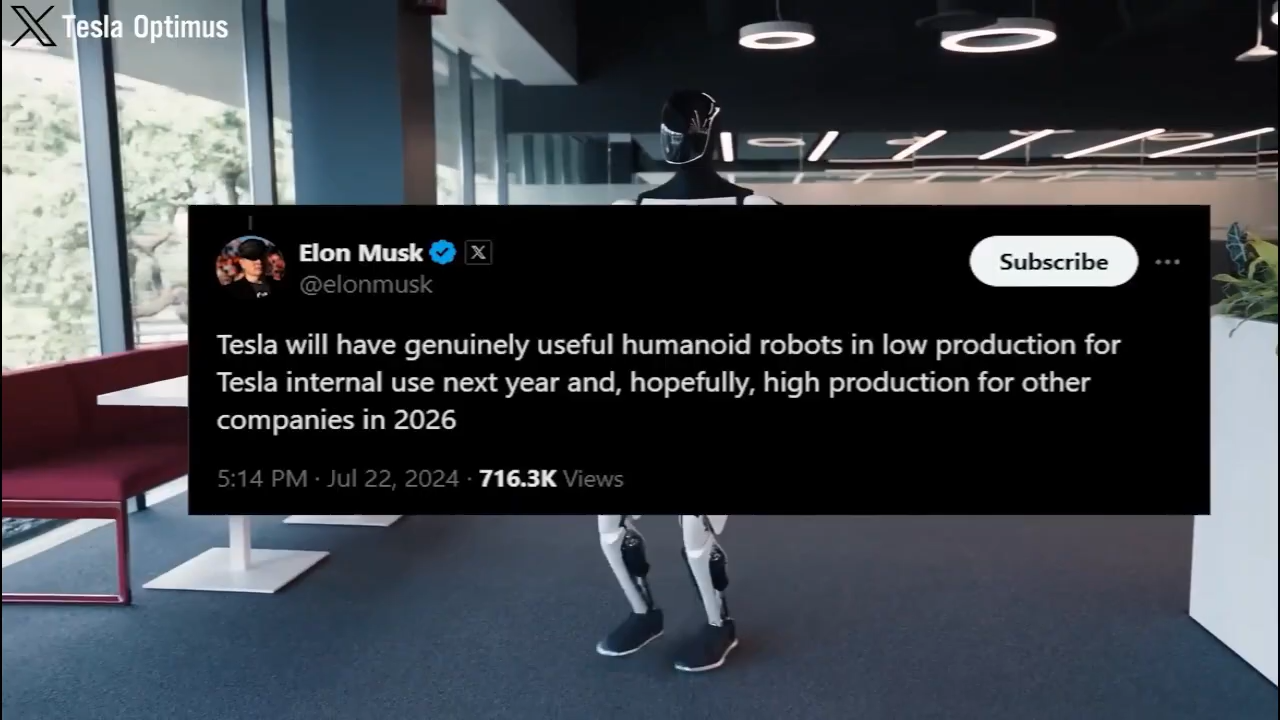 X Tesla Optimus
Elon Musk X
@elonmusk
Subscribe
Tesla will have genuinely useful humanoid robots in low production for
Tesla internal use next year and, hopefully, high production for other
companies in 2026
5:14 PM · Jul 22, 2024 · 716.3K Views